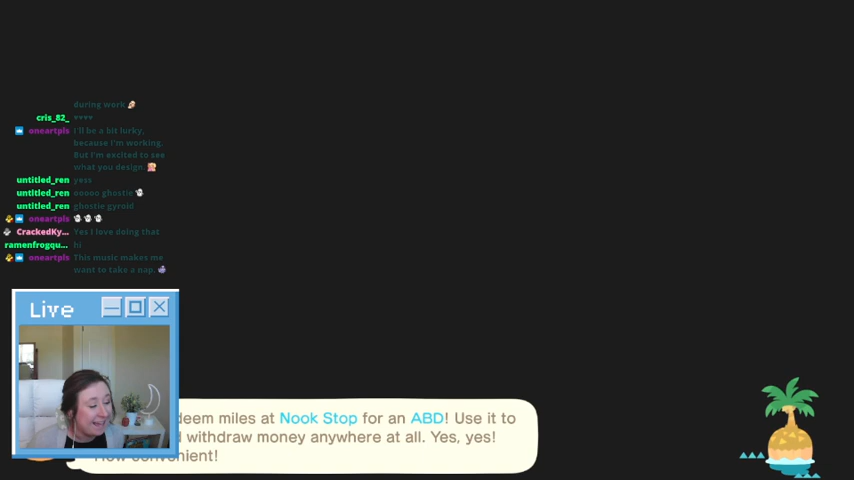 during work
cris_82_ ♥♥♥♥
oneartpls I'll be a bit lurky,
because I'm working.
But I'm excited to see
what you design.
untitled_ren yess
untitled_ren ooooo ghostie
untitled_ren ghostie gyroid
oneartpls
CrackedKy... Yes I love doing that
ramenfrogqu... hi
oneartpls This music makes me
want to take a nap.
Live
deem miles at Nook Stop for an ABD! Use it to
withdraw money anywhere at all. Yes, yes!
convenient!